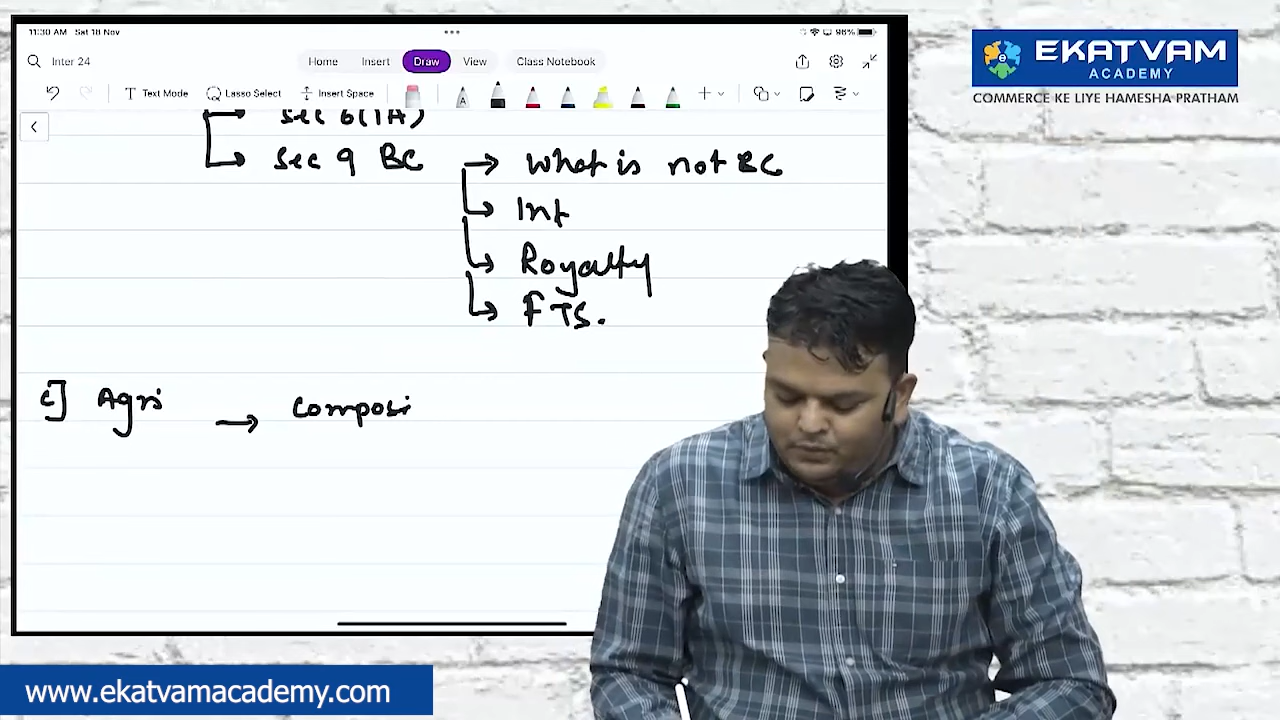 11:30 AM Sat 18 Nov
96%
Inter 24
Home Insert Draw View Class Notebook
Text Mode Lasso Select Insert Space
EKATVAM
ACADEMY
COMMERCE KE LIYE HAMESHA PRATHAM
Sec 6(1A)
Sec 9 BC → What is not BC
Int
Royalty
FTS.
C] Agri → Composi
www.ekatvamacademy.com